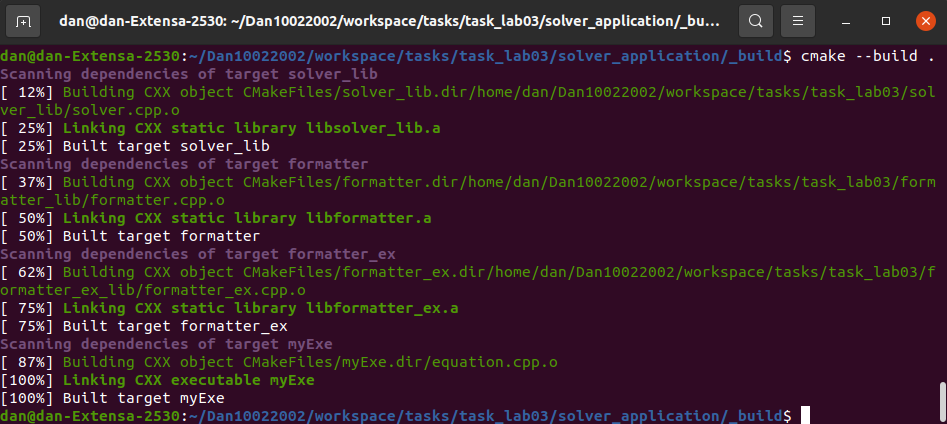 dan@dan-Extensa-2530: ~/Dan10022002/workspace/tasks/task_lab03/solver_application/_bu...
dan@dan-Extensa-2530:~/Dan10022002/workspace/tasks/task_lab03/solver_application/_build$ cmake --build .
Scanning dependencies of target solver_lib
[ 12%] Building CXX object CMakeFiles/solver_lib.dir/home/dan/Dan10022002/workspace/tasks/task_lab03/sol
ver_lib/solver.cpp.o
[ 25%] Linking CXX static library libsolver_lib.a
[ 25%] Built target solver_lib
Scanning dependencies of target formatter
[ 37%] Building CXX object CMakeFiles/formatter.dir/home/dan/Dan10022002/workspace/tasks/task_lab03/form
atter_lib/formatter.cpp.o
[ 50%] Linking CXX static library libformatter.a
[ 50%] Built target formatter
Scanning dependencies of target formatter_ex
[ 62%] Building CXX object CMakeFiles/formatter_ex.dir/home/dan/Dan10022002/workspace/tasks/task_lab03/f
ormatter_ex_lib/formatter_ex.cpp.o
[ 75%] Linking CXX static library libformatter_ex.a
[ 75%] Built target formatter_ex
Scanning dependencies of target myExe
[ 87%] Building CXX object CMakeFiles/myExe.dir/equation.cpp.o
[100%] Linking CXX executable myExe
[100%] Built target myExe
dan@dan-Extensa-2530:~/Dan10022002/workspace/tasks/task_lab03/solver_application/_build$